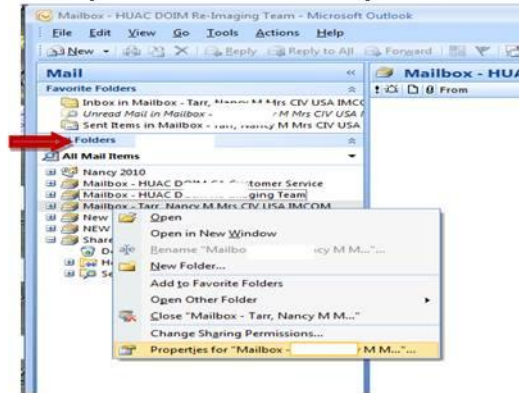 Mailbox - HUAC DOIM Re-Imaging Team - Microsoft Outlook
File Edit View Go Tools Actions Help
New Reply Reply to All Forward
Mail
Mailbox - HUA
Favorite Folders
From
Inbox in Mailbox - Tarr, Nancy M Mrs CIV USA IMCO
Unread Mail in Mailbox - M Mrs CIV USA
Sent Items in Mailbox - Nancy M Mrs CIV USA
Folders
All Mail Items
Nancy 2010
Mailbox - HUAC Customer Service
Mailbox - HUAC ging Team
Mailbox - Tarr, Nancy M Mrs CIV USA IMCOM
New
NEW
Share
Open
Open in New Window
Rename "Mailbo cy M M..."...
New Folder...
Add to Favorite Folders
Open Other Folder
Close "Mailbox - Tarr, Nancy M M..."
Change Sharing Permissions...
Properties for "Mailbox - M M..."...